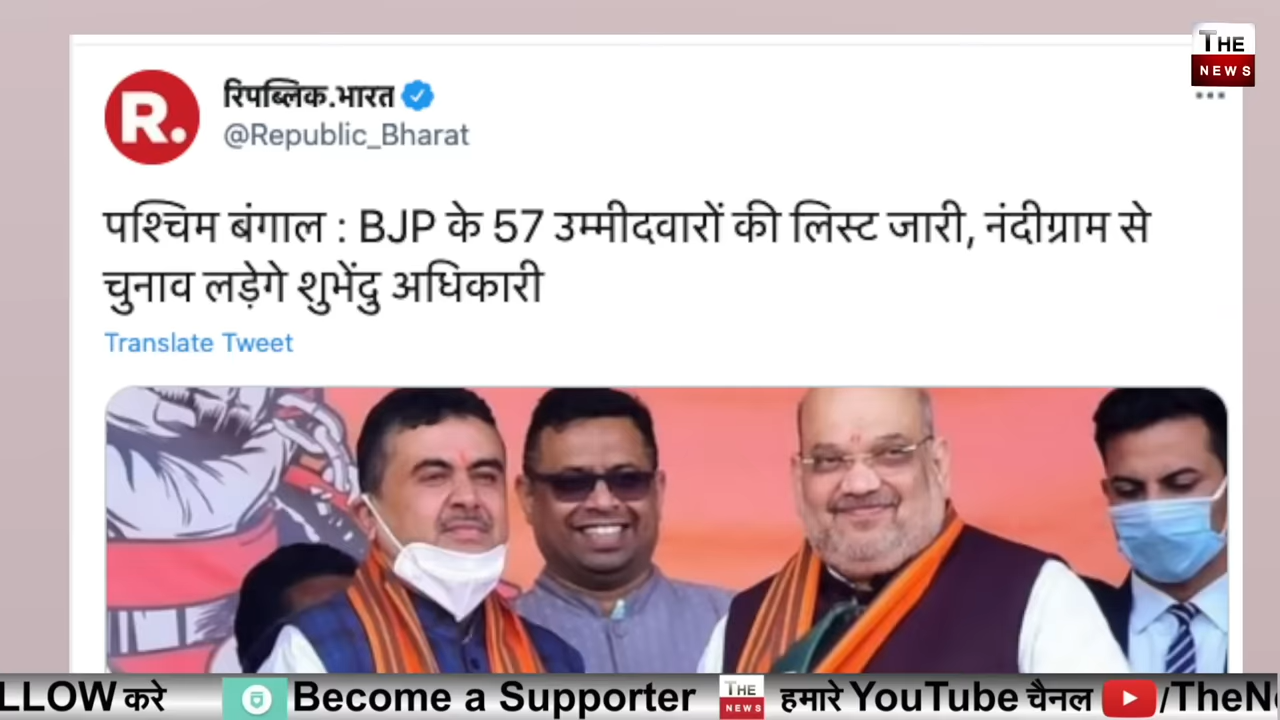 THE
NEWS
R.
रिपब्लिक.भारत
@Republic_Bharat
पश्चिम बंगाल : BJP के 57 उम्मीदवारों की लिस्ट जारी, नंदीग्राम से
चुनाव लड़ेगे शुभेंदु अधिकारी
Translate Tweet
LLOW करे Become a Supporter THE NEWS हमारे YouTube चैनल /TheN